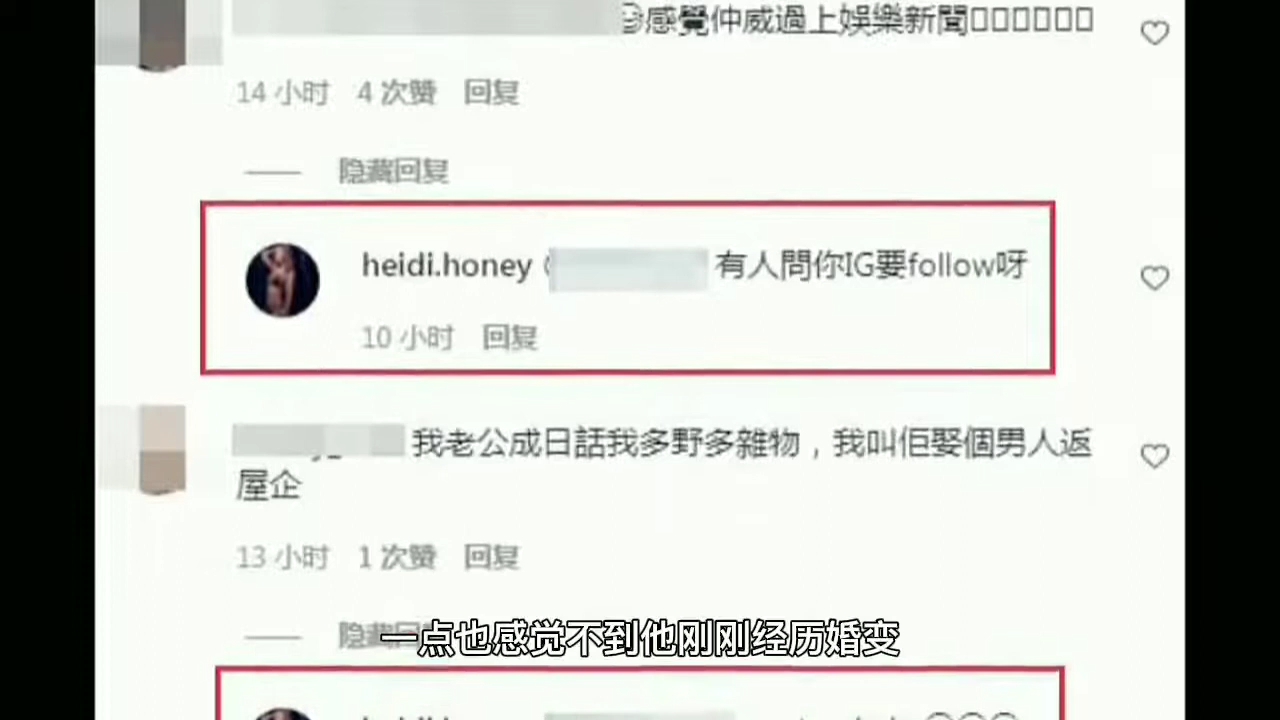 感覺仲威過上娛樂新聞
14 小时 4 次赞 回复
隐藏回复
heidi.honey 有人問你IG要follow呀
10 小时 回复
我老公成日話我多野多雜物，我叫佢娶個男人返
屋企
13 小时 1 次赞 回复
隐藏
一点也感觉不到他刚刚经历婚变